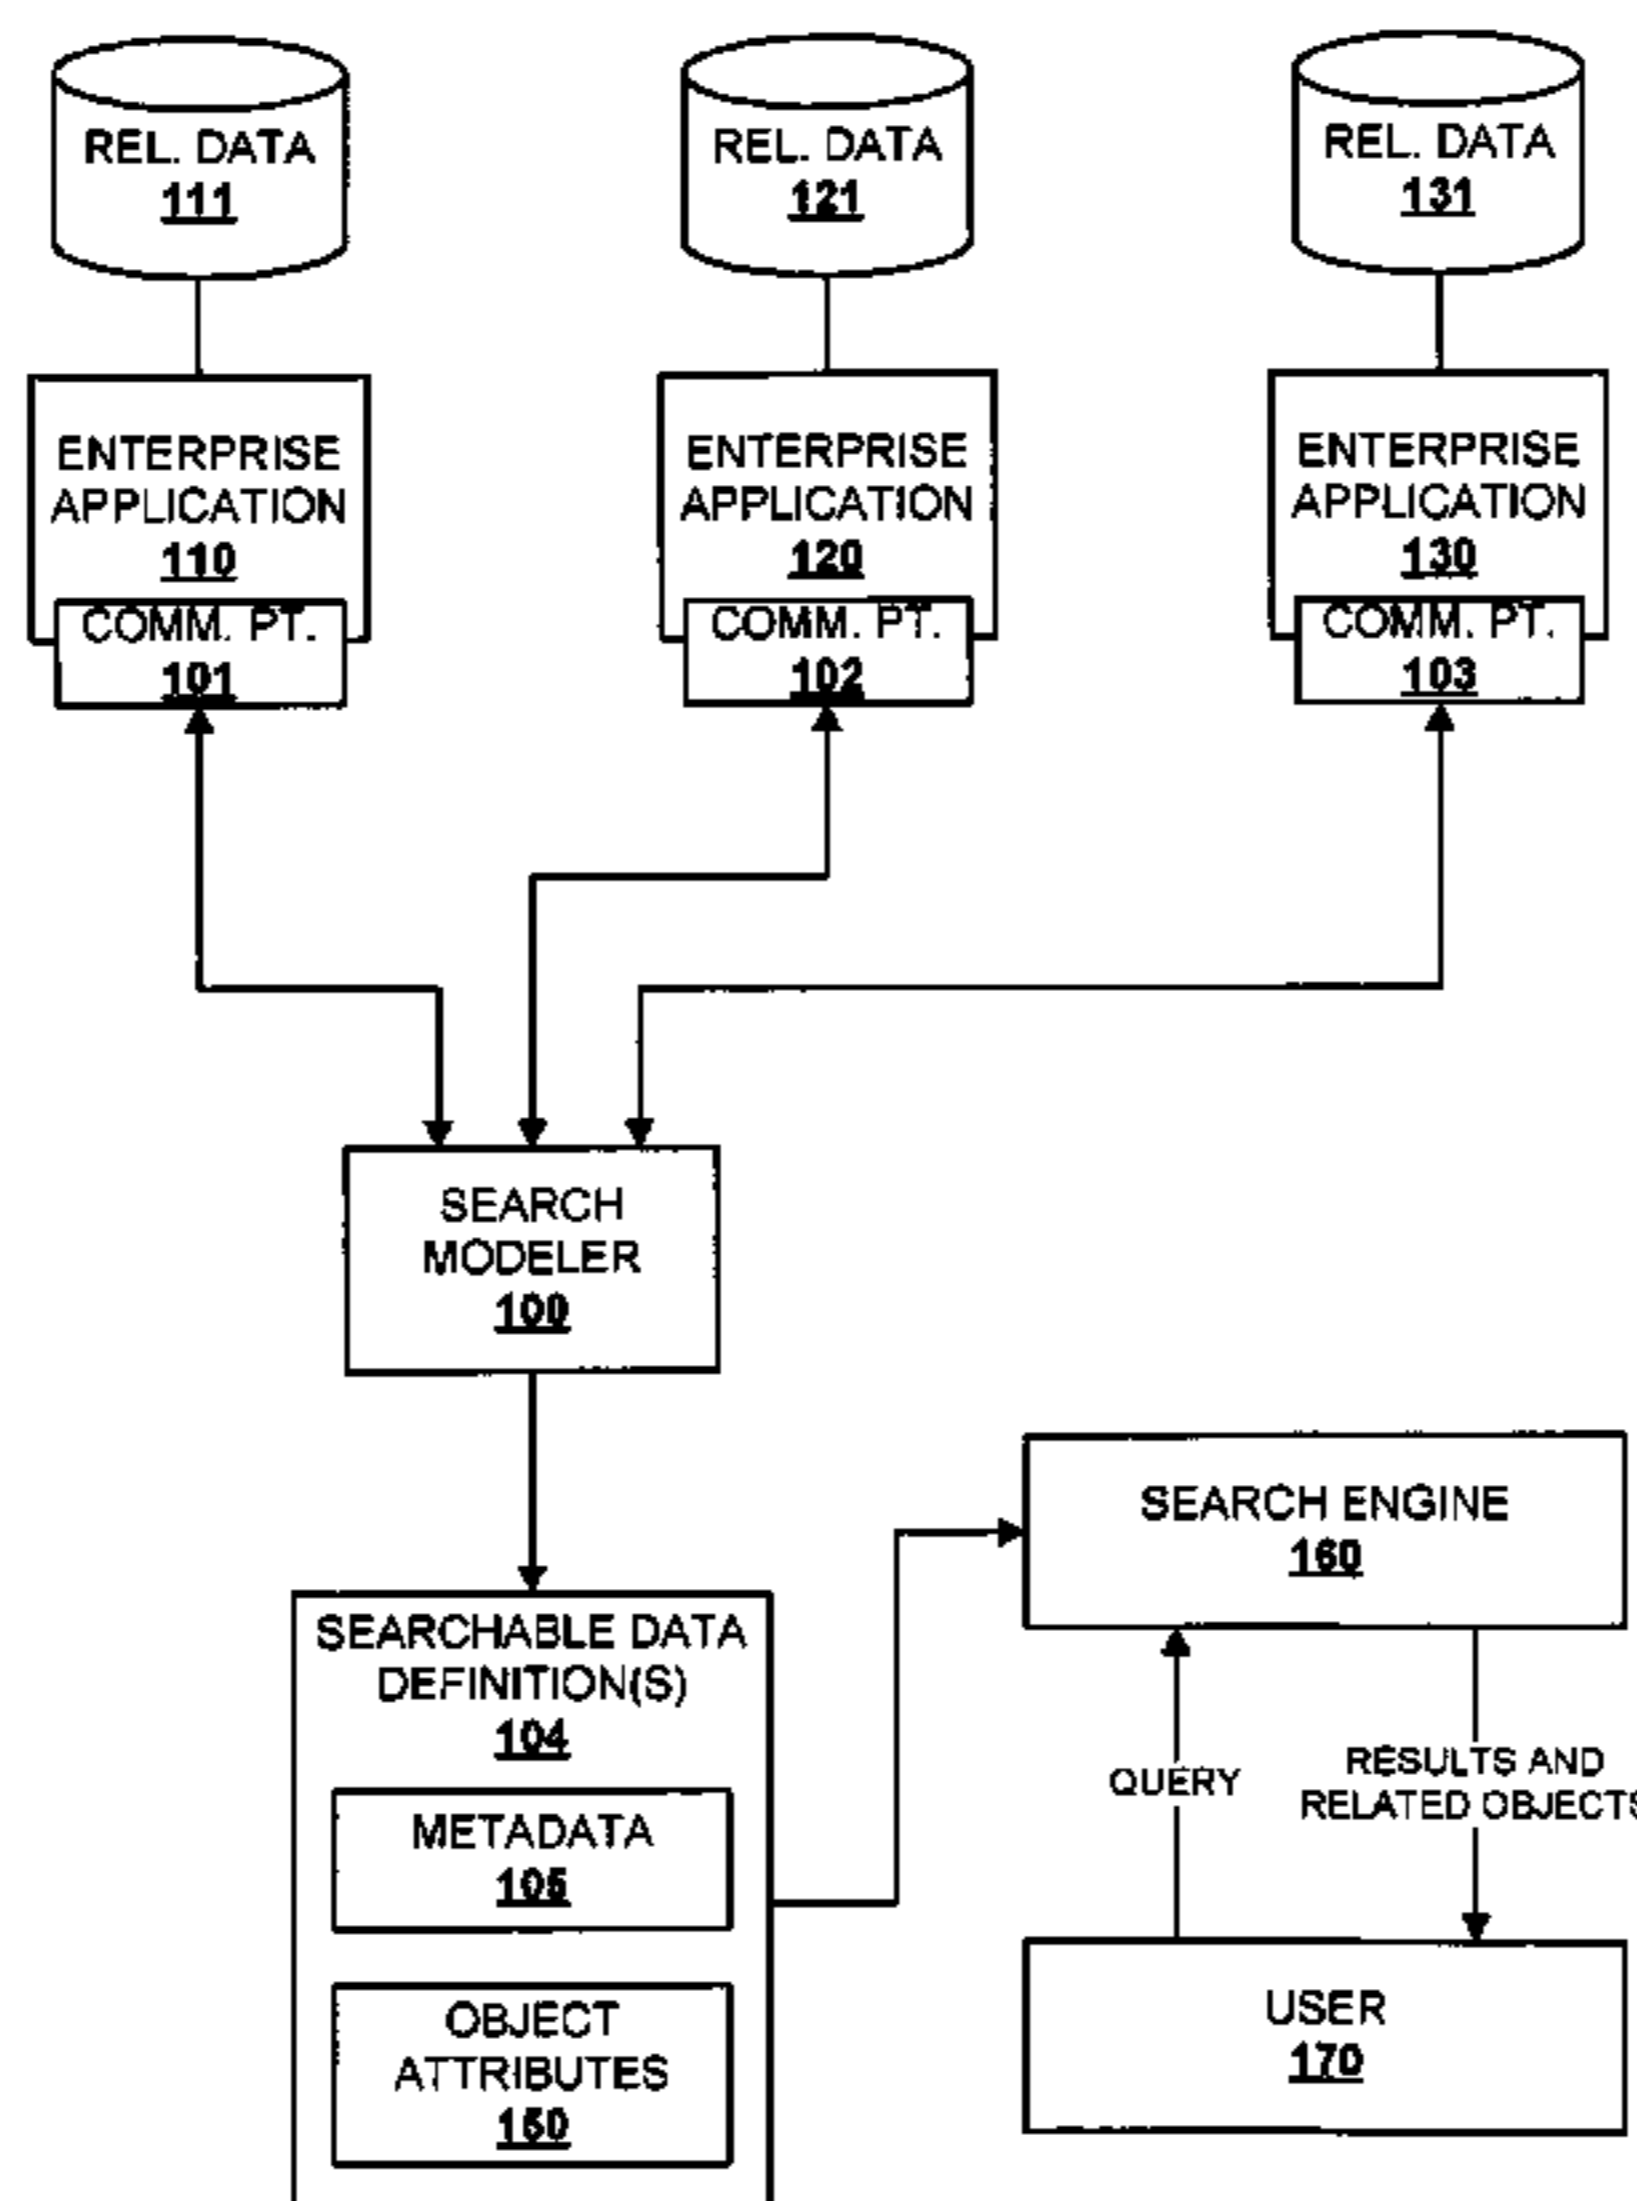 REL. DATA
111
REL. DATA
121
REL. DATA
131
ENTERPRISE
APPLICATION
110
COMM. PT.
101
ENTERPRISE
APPLICATION
120
COMM. PT.
102
ENTERPRISE
APPLICATION
130
COMM. PT.
103
SEARCH
MODELER
100
SEARCHABLE DATA
DEFINITION(S)
104
METADATA
105
OBJECT
ATTRIBUTES
150
SEARCH ENGINE
160
QUERY
RESULTS AND
RELATED OBJECTS
USER
170